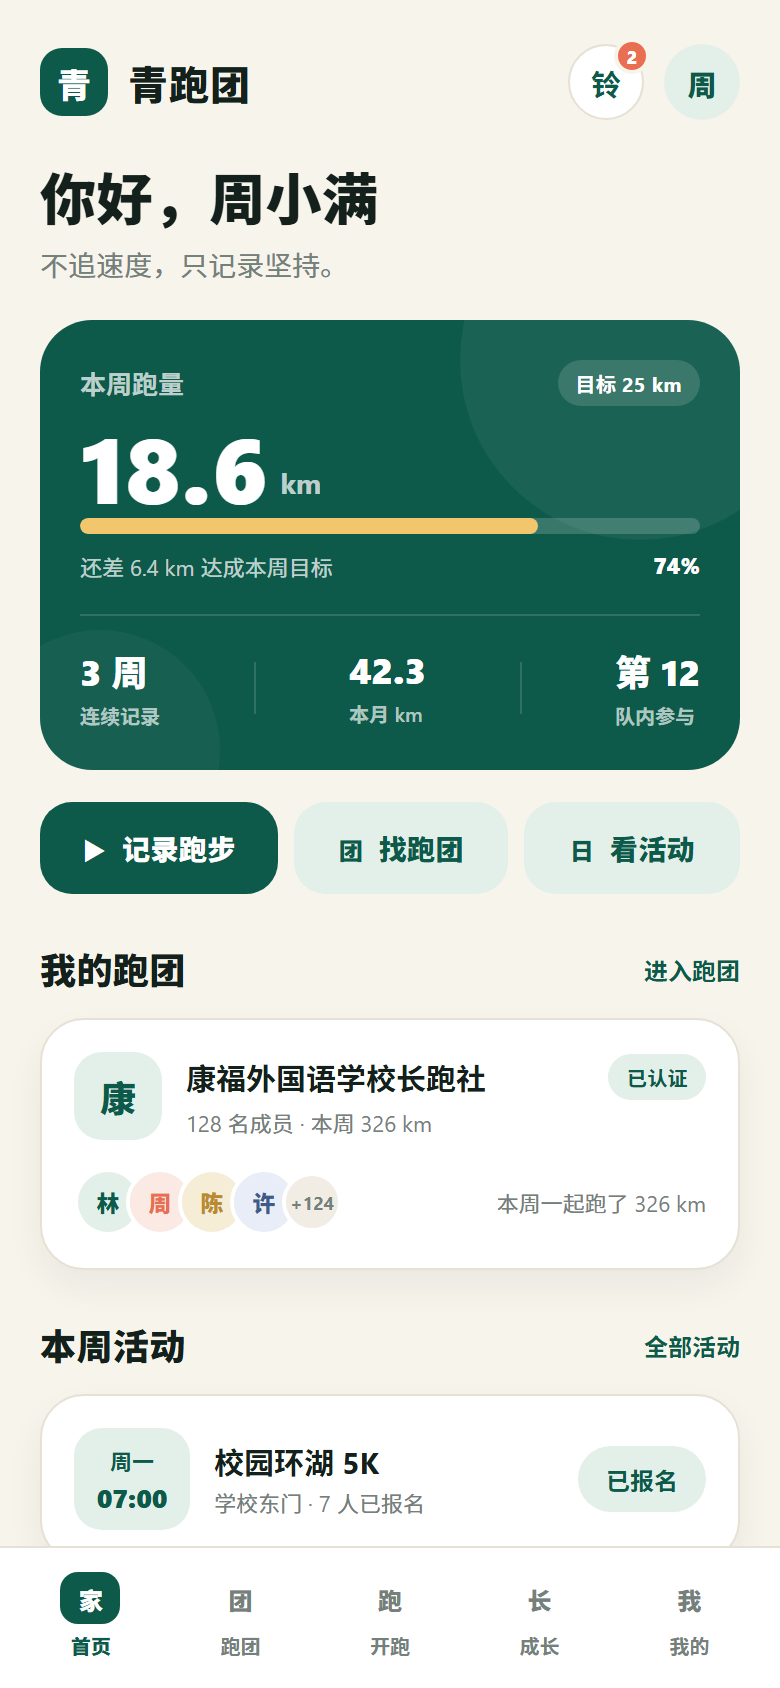 青 青跑团 铃 2 周
你好，周小满
不追速度，只记录坚持。
本周跑量 目标 25 km
18.6 km
还差 6.4 km 达成本周目标 74%
3 周 42.3 第 12
连续记录 本月 km 队内参与
▶ 记录跑步 团 找跑团 日 看活动
我的跑团 进入跑团
康 康福外国语学校长跑社 已认证
128 名成员 · 本周 326 km
林 周 陈 许 +124 本周一起跑了 326 km
本周活动 全部活动
周一 校园环湖 5K 已报名
07:00 学校东门 · 7 人已报名
家 团 跑 长 我
首页 跑团 开跑 成长 我的